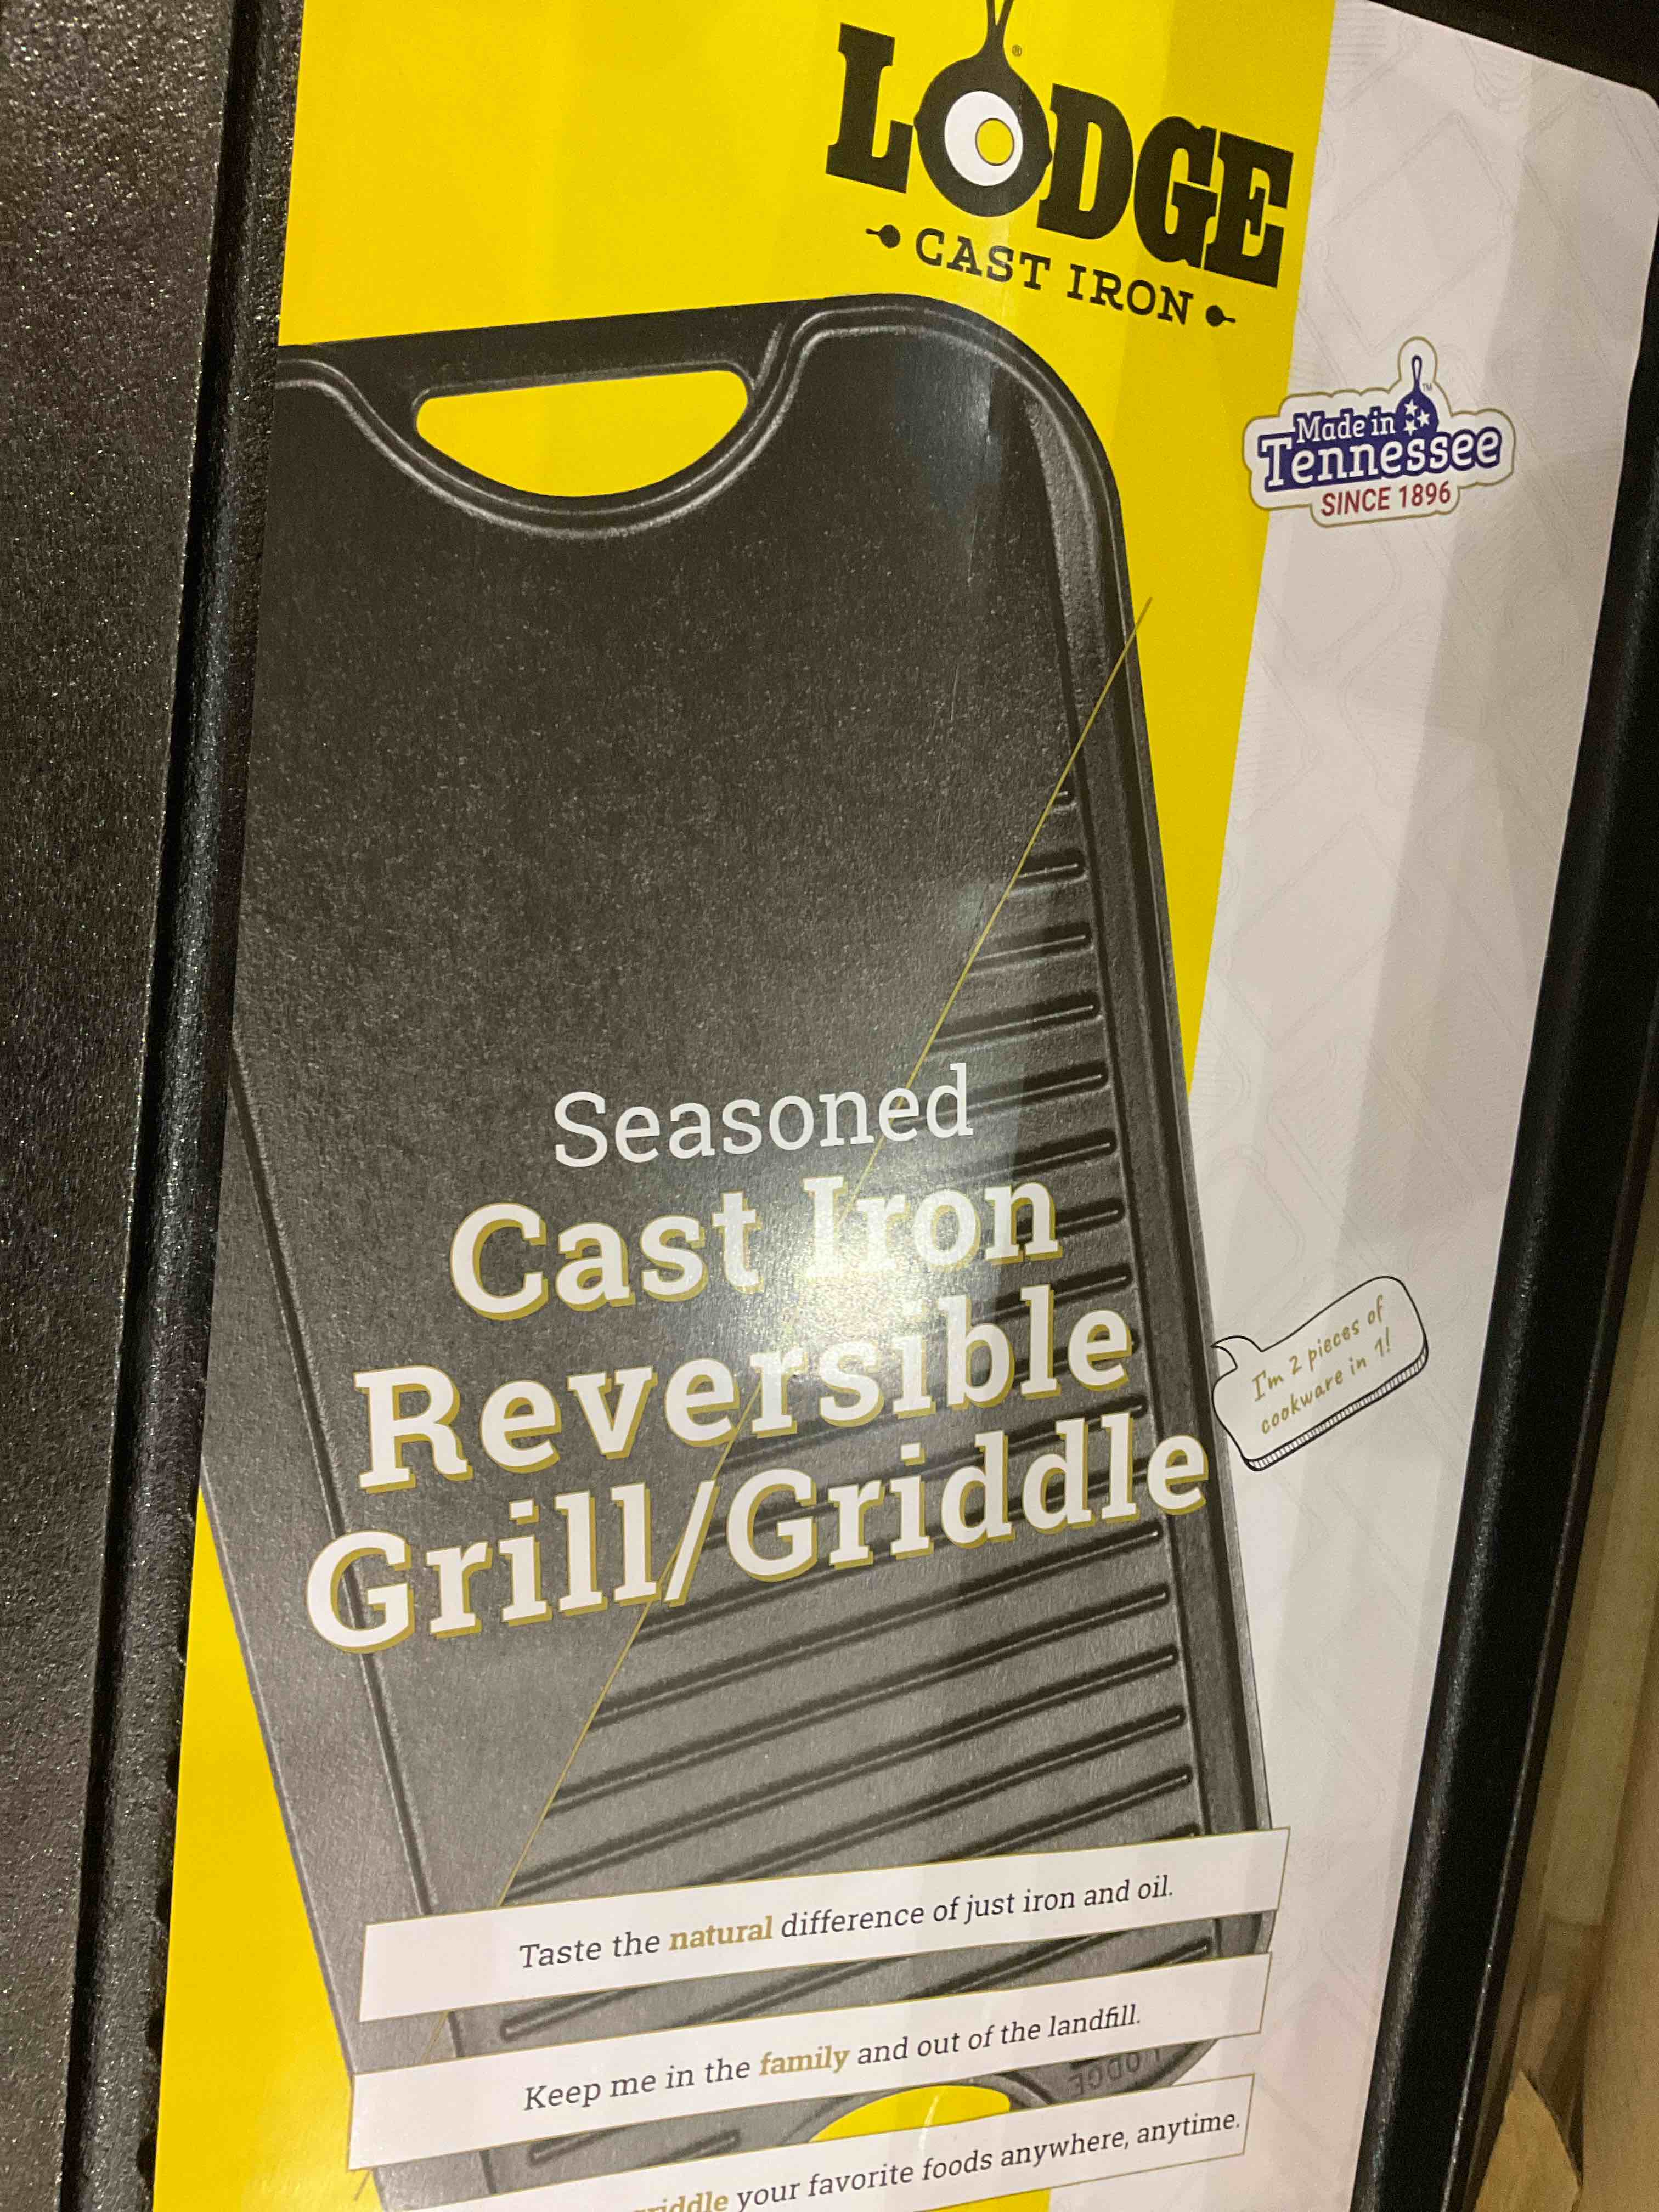 LODGE®
CAST IRON
Made in
Tennessee™
SINCE 1896
Seasoned
Cast Iron
Reversible
Grill/Griddle
I'm 2 pieces of
cookware in 1!
Taste the natural difference of just iron and oil.
Keep me in the family and out of the landfill.
LODGE
your favorite foods anywhere, anytime.